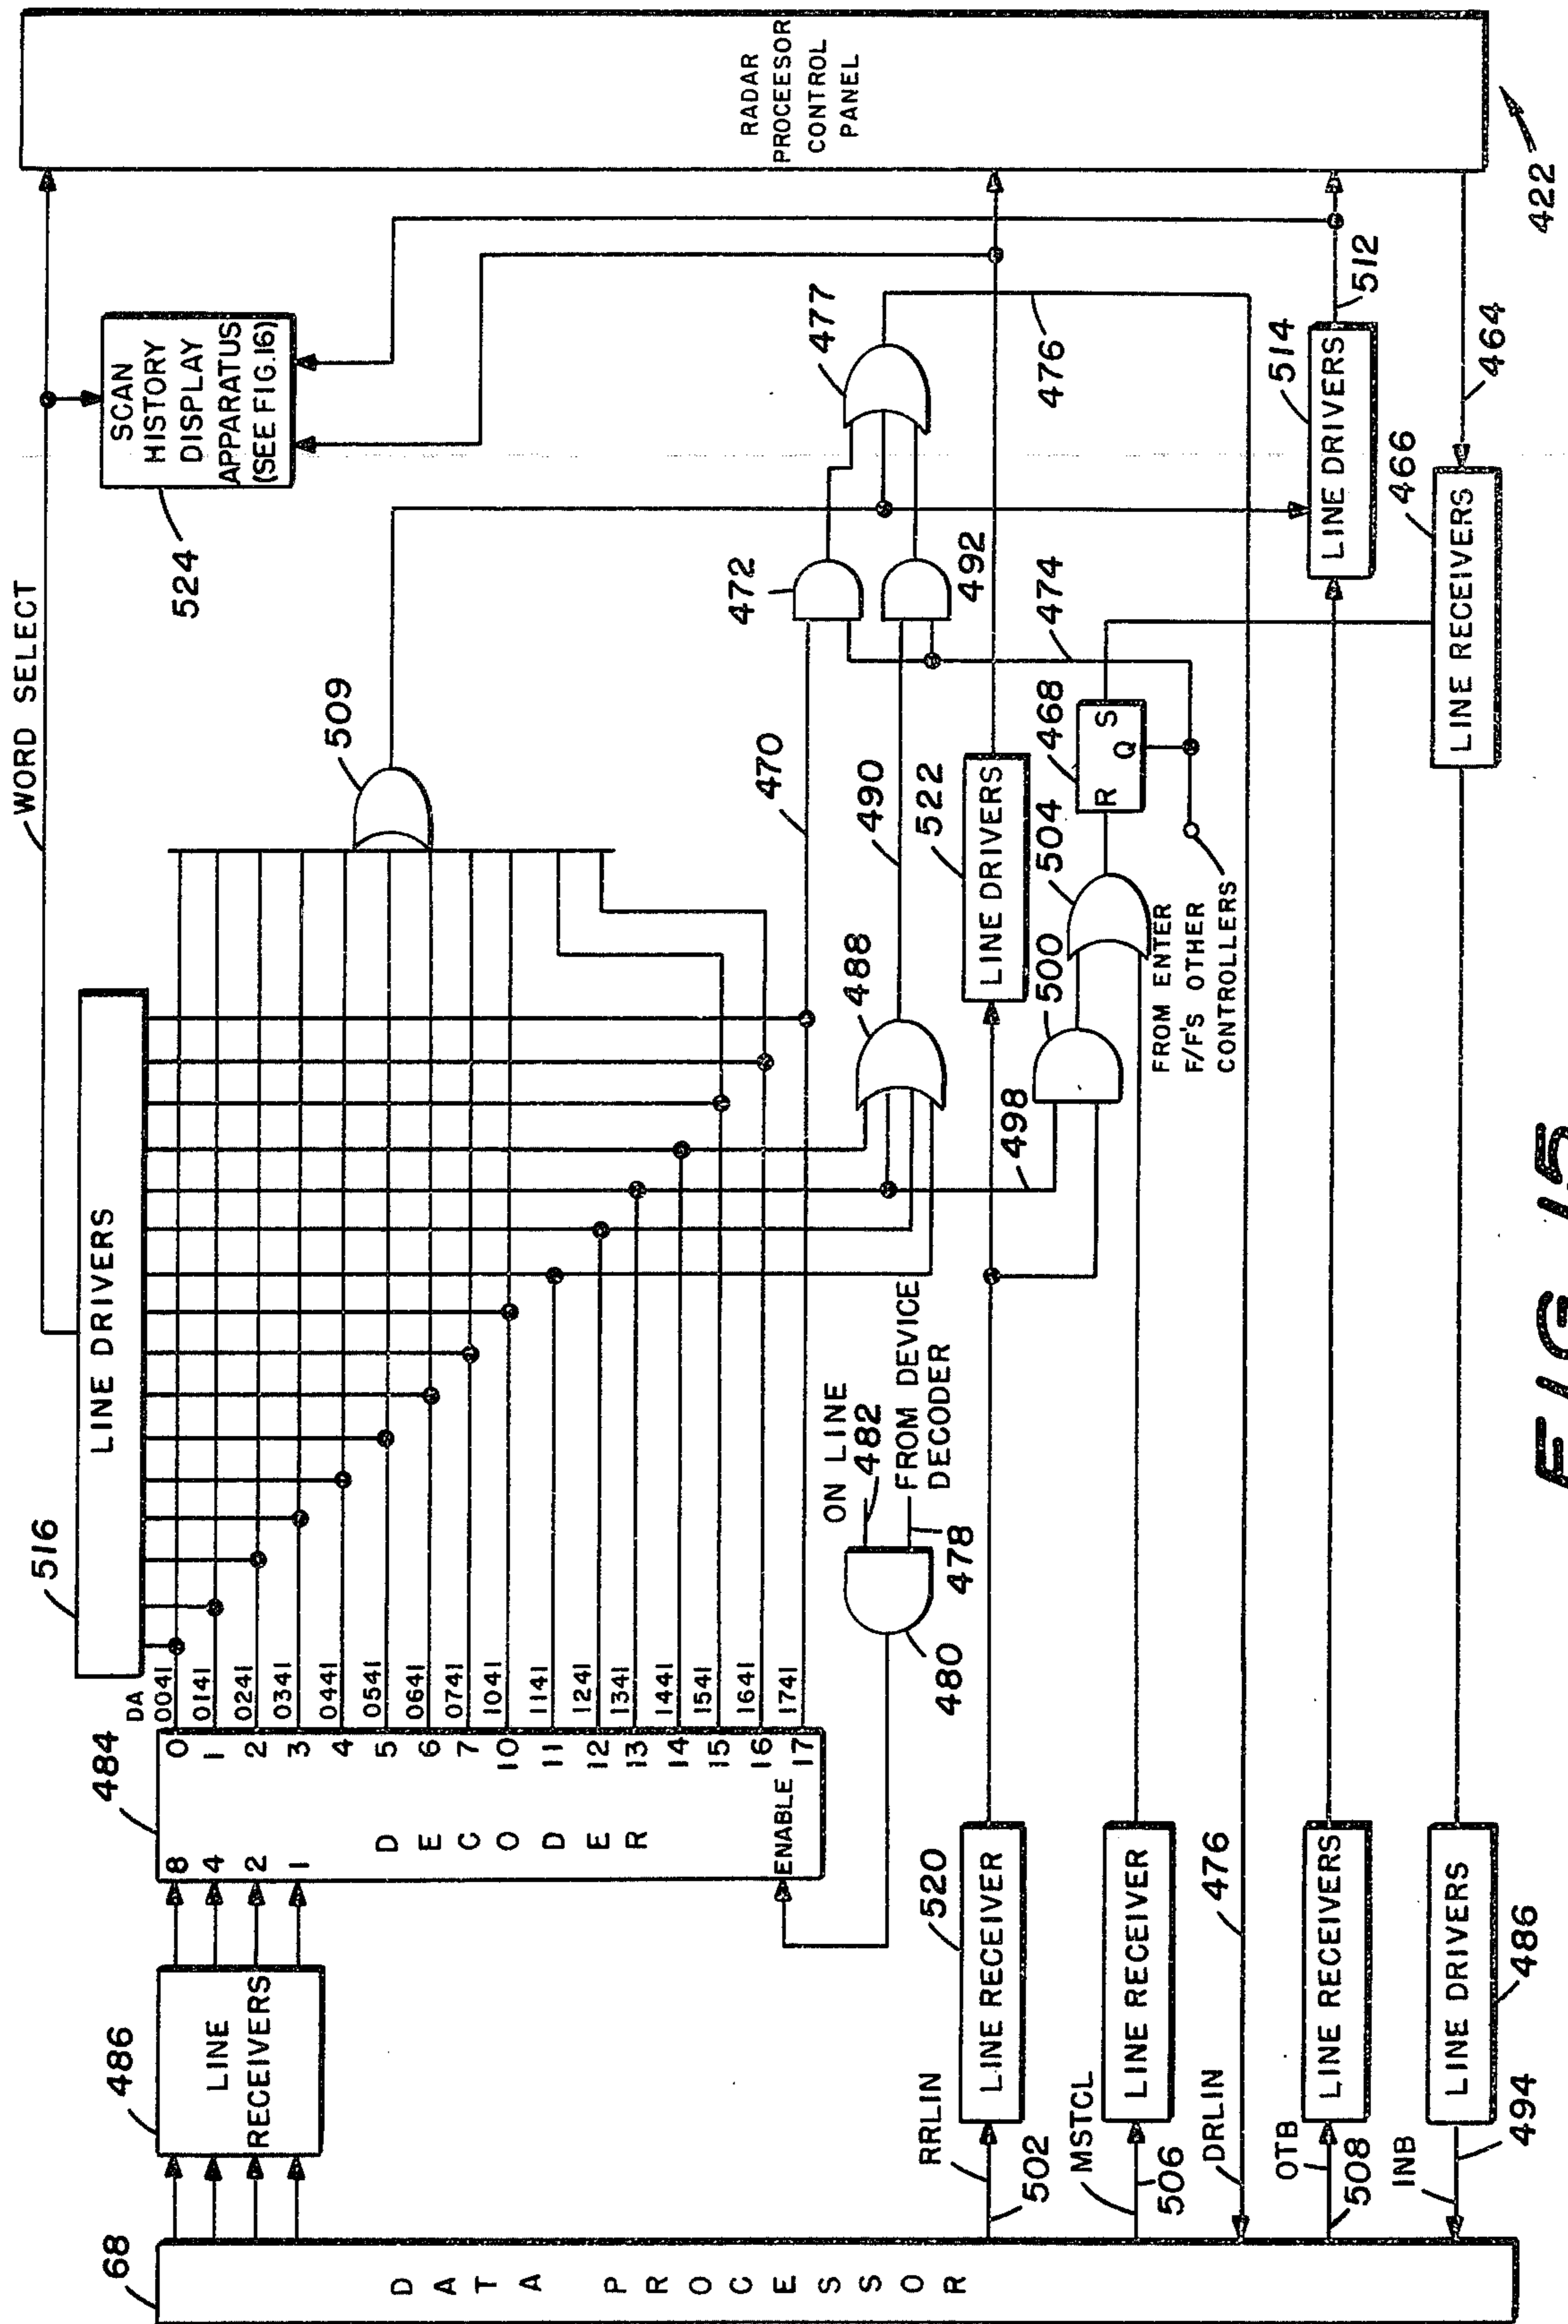 FIG. 15
WORD SELECT
516
LINE DRIVERS
RADAR
PROCEESOR
CONTROL
PANEL
422
SCAN
HISTORY
DISPLAY
APPARATUS
(SEE FIG.16)
524
509
68
DATA PROCESSOR
486
LINE
RECEIVERS
484
DECODER
8
4
2
1
ENABLE
DA
0 0041
1 0141
2 0241
3 0341
4 0441
5 0541
6 0641
7 0741
10 1041
11 1141
12 1241
13 1341
14 1441
15 1541
16 1641
17 1741
470
472
477
488
490
492
476
474
ON LINE
482
FROM DEVICE
DECODER
478
480
498
500
504
468
R
S
Q
FROM ENTER
F/F'S OTHER
CONTROLLERS
RRLIN
502
520
LINE RECEIVER
522
LINE DRIVERS
MSTCL
506
LINE RECEIVER
DRLIN
476
OTB
508
LINE RECEIVERS
514
LINE DRIVERS
512
INB
494
LINE DRIVERS
486
466
LINE RECEIVERS
464